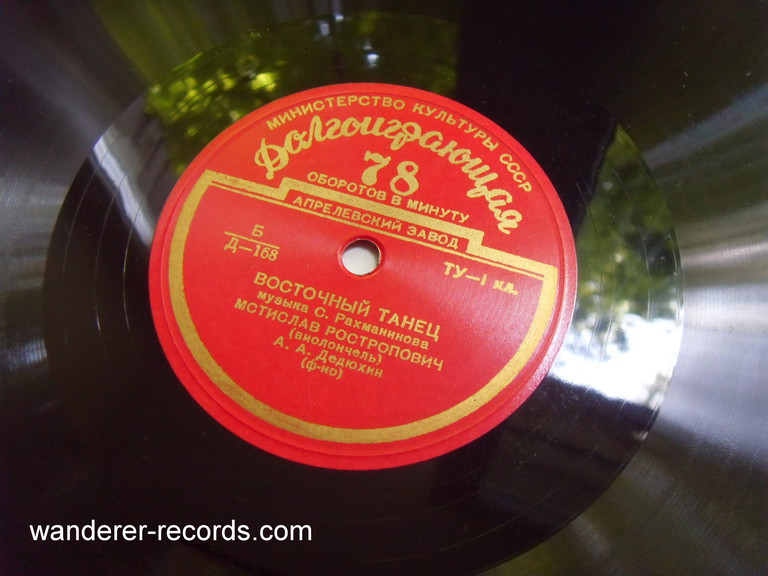 МИНИСТЕРСТВО КУЛЬТУРЫ СССР
Долгоиграющая
78
ОБОРОТОВ В МИНУТУ
АПРЕЛЕВСКИЙ ЗАВОД
Б
Д—168
ТУ—I кл.
ВОСТОЧНЫЙ ТАНЕЦ
музыка С. Рахманинова
МСТИСЛАВ РОСТРОПОВИЧ
(виолончель)
А. А. Дедюхин
(ф-но)
wanderer-records.com